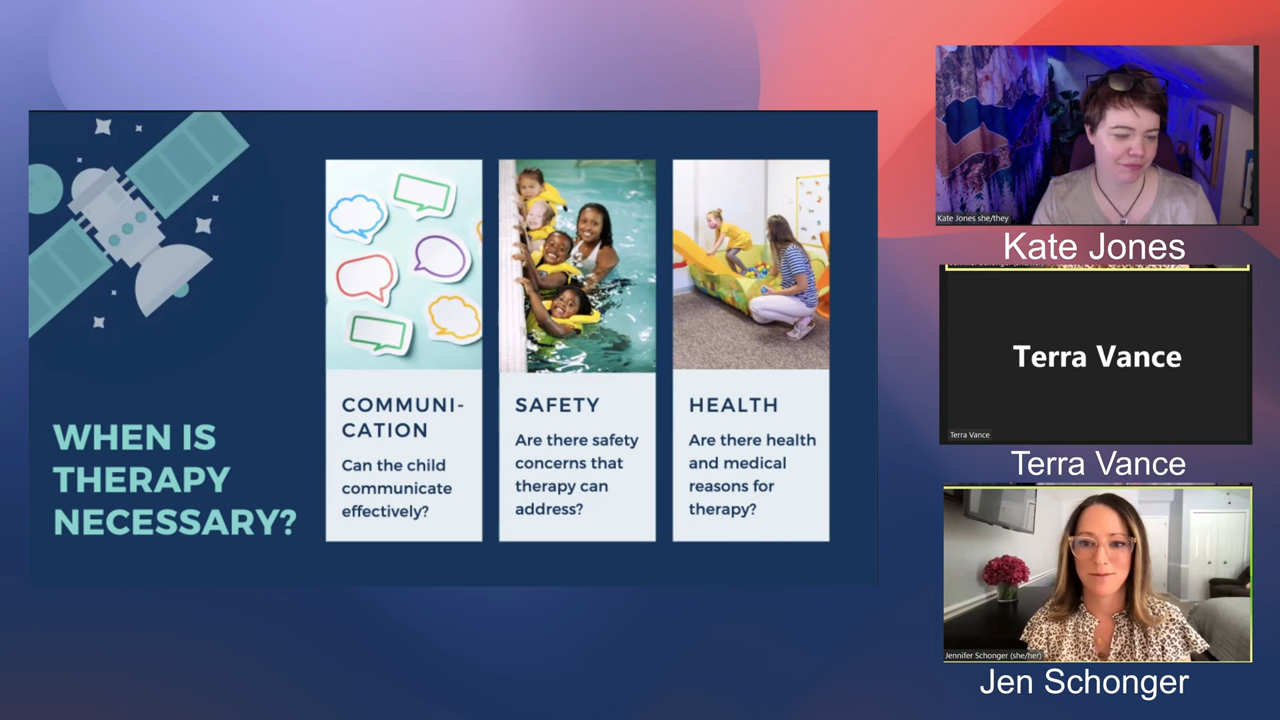 WHEN IS
THERAPY
NECESSARY?
COMMUNI-
CATION
Can the child
communicate
effectively?
SAFETY
Are there safety
concerns that
therapy can
address?
HEALTH
Are there health
and medical
reasons for
therapy?
Kate Jones she/they
Kate Jones
Terra Vance
Terra Vance
Terra Vance
Jennifer Schonger (she/her)
Jen Schonger